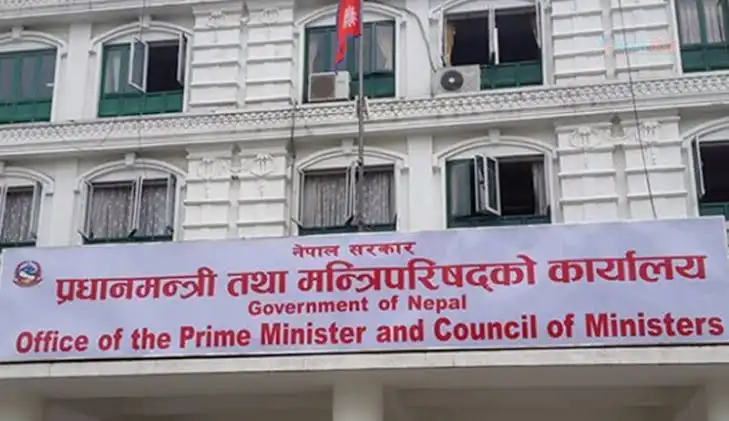 नेपाल सरकार
प्रधानमन्त्री तथा मन्त्रिपरिषद्को कार्यालय
Government of Nepal
Office of the Prime Minister and Council of Ministers